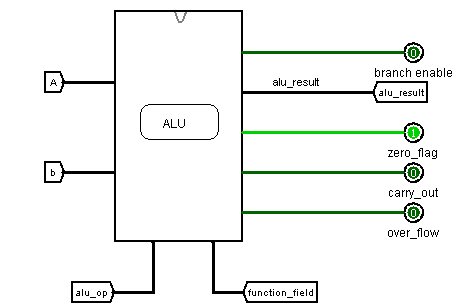 0
branch enable
A
alu_result
alu_result
ALU
1
zero_flag
b
0
carry_out
0
over_flow
alu_op
function_field